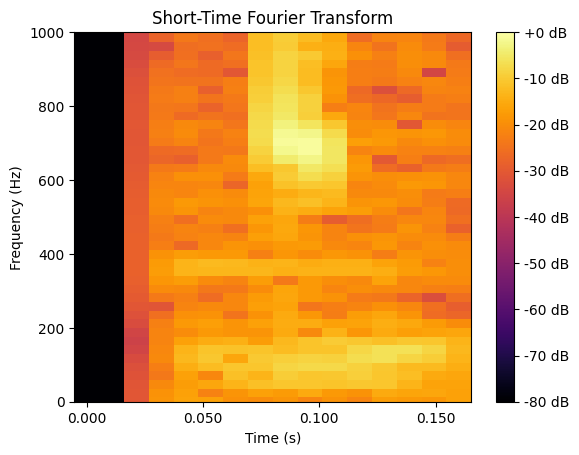 Short-Time Fourier Transform
1000
800
600
400
200
0
Frequency (Hz)
0.000
0.050
0.100
0.150
Time (s)
+0 dB
-10 dB
-20 dB
-30 dB
-40 dB
-50 dB
-60 dB
-70 dB
-80 dB